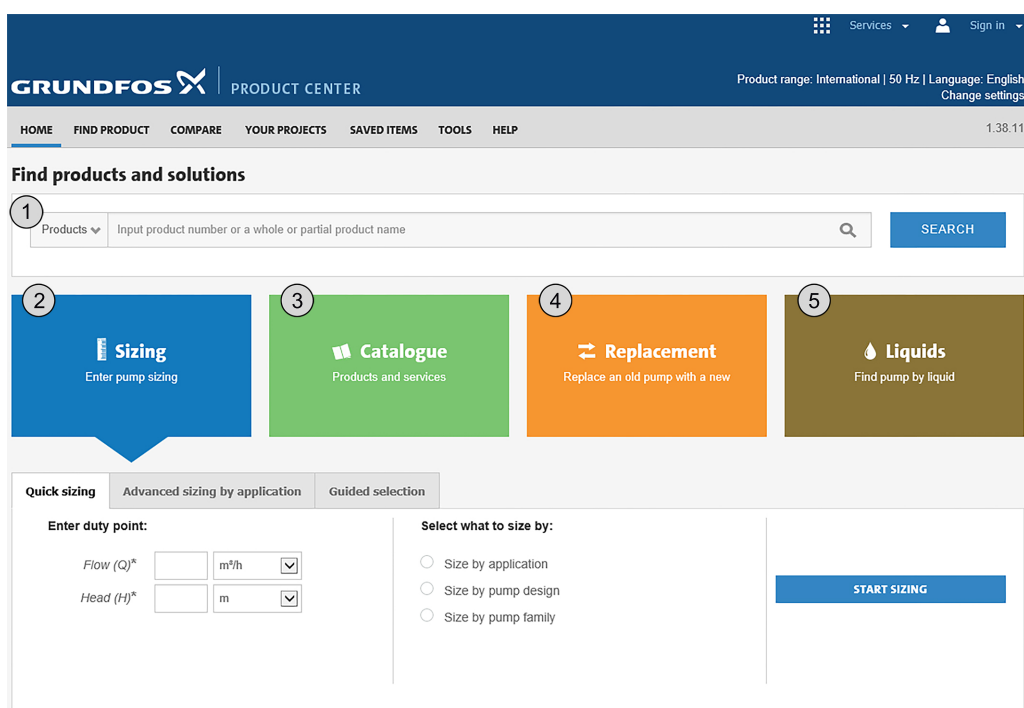 Services
Sign in
GRUNDFOS
PRODUCT CENTER
Product range: International | 50 Hz | Language: English
Change settings
HOME FIND PRODUCT COMPARE YOUR PROJECTS SAVED ITEMS TOOLS HELP
1.38.11
Find products and solutions
1
Products
Input product number or a whole or partial product name
SEARCH
2
Sizing
Enter pump sizing
3
Catalogue
Products and services
4
Replacement
Replace an old pump with a new
5
Liquids
Find pump by liquid
Quick sizing
Advanced sizing by application
Guided selection
Enter duty point:
Flow (Q)* m³/h
Head (H)* m
Select what to size by:
Size by application
Size by pump design
Size by pump family
START SIZING